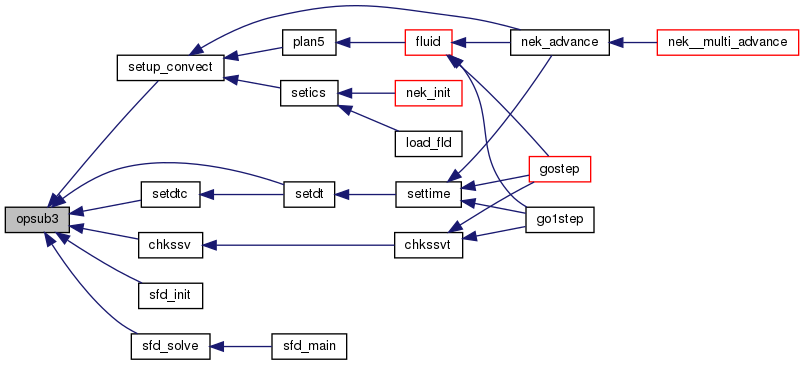 opsub3
setup_convect
plan5
fluid
nek_advance
nek__multi_advance
setics
nek_init
load_fld
setdtc
setdt
settime
gostep
go1step
chkssv
chkssvt
sfd_init
sfd_solve
sfd_main